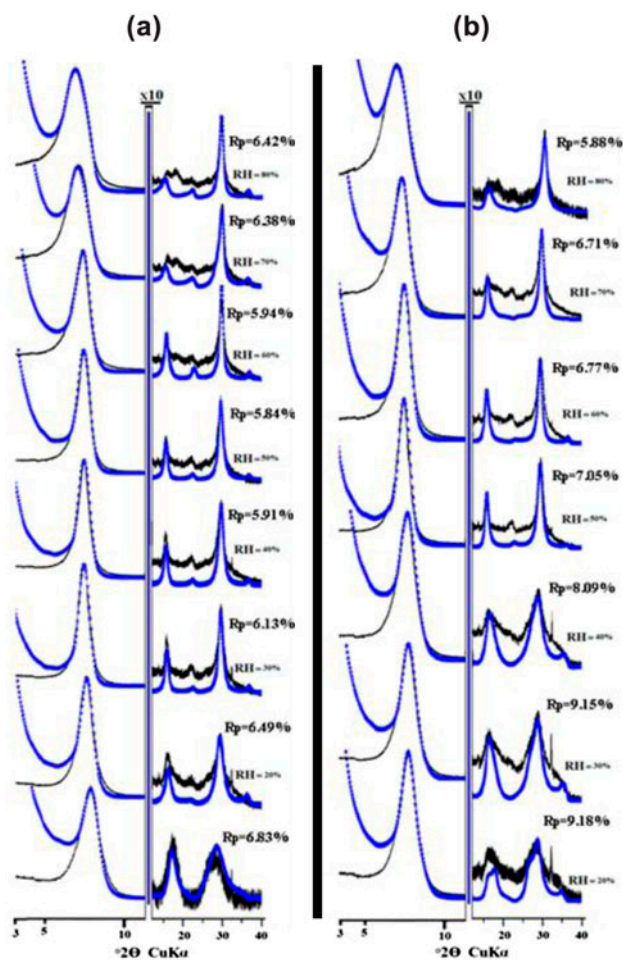 (a)
x10
Rp=6.42%
RH=80%
Rp=6.38%
RH=70%
Rp=5.94%
RH=60%
Rp=5.84%
RH=50%
Rp=5.91%
RH=40%
Rp=6.13%
RH=30%
Rp=6.49%
RH=20%
Rp=6.83%
3 5 10 20 30 40
°2Θ CuKα
(b)
x10
Rp=5.88%
RH=80%
Rp=6.71%
RH=70%
Rp=6.77%
RH=60%
Rp=7.05%
RH=50%
Rp=8.09%
RH=40%
Rp=9.15%
RH=30%
Rp=9.18%
RH=20%
3 5 10 20 30 40
°2Θ CuKα